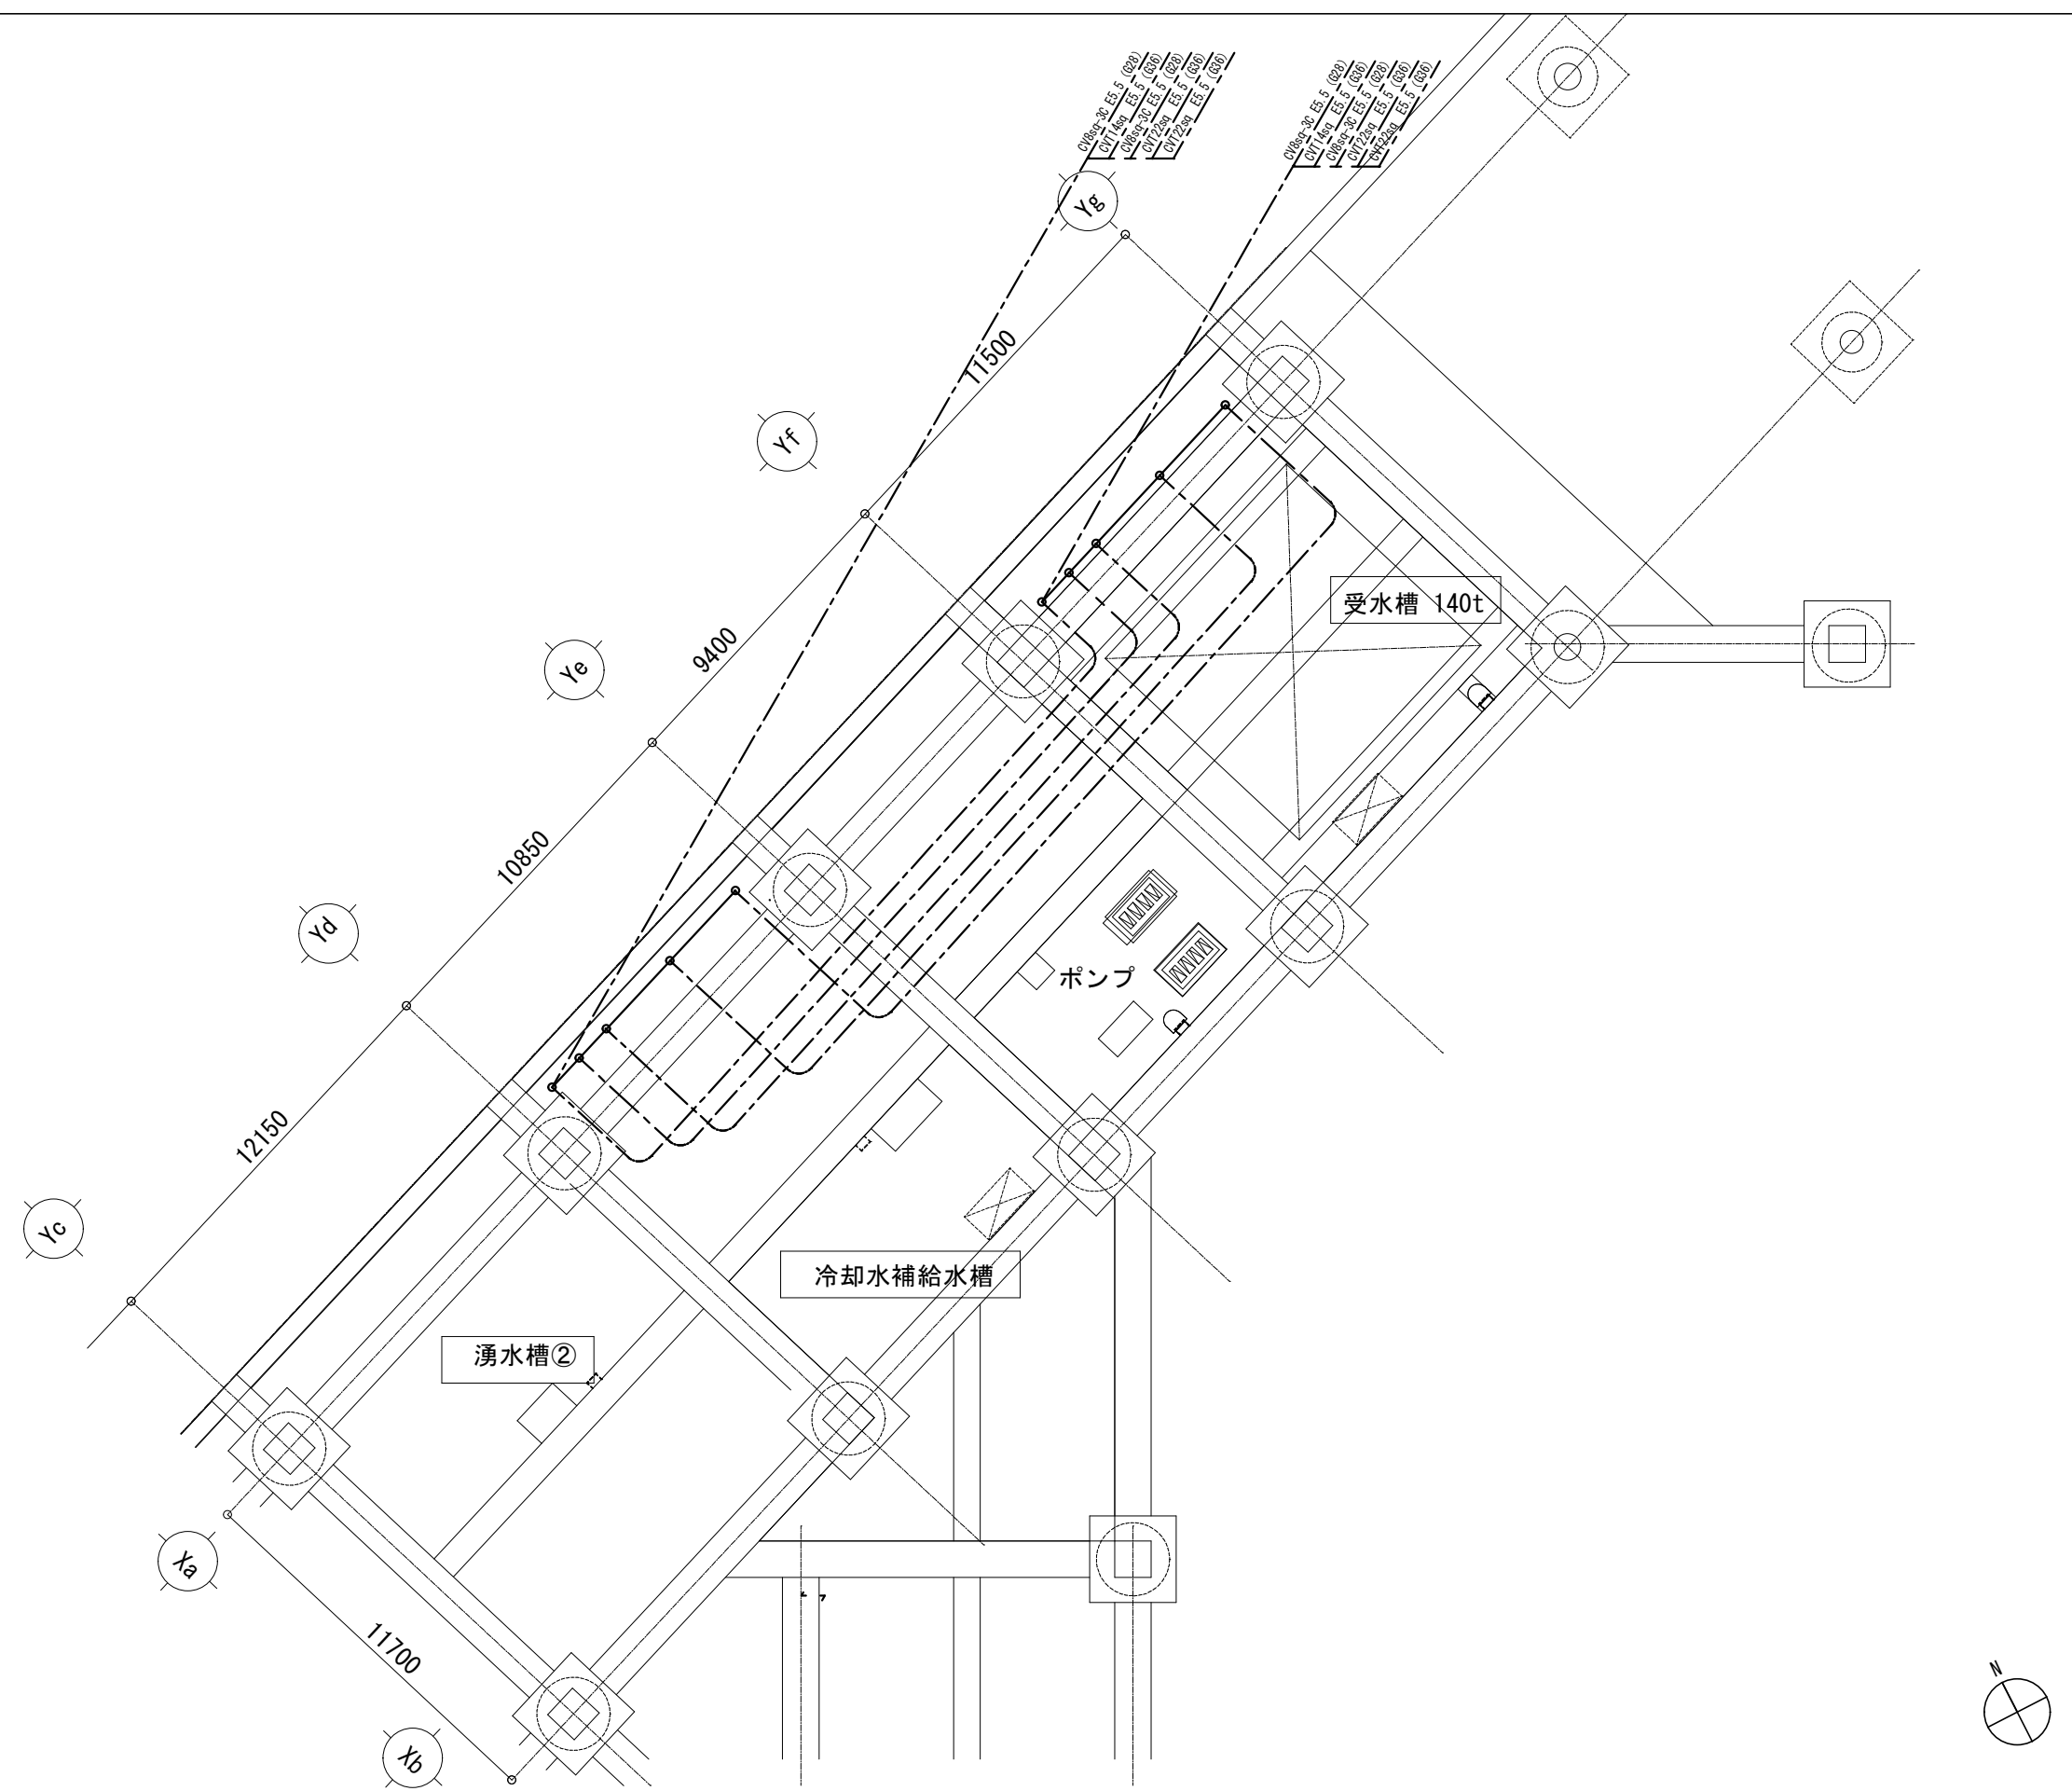 CV8sq-3C E5.5 (G28)
CVT14sq E5.5 (G36)
CV8sq-3C E5.5 (G28)
CVT22sq E5.5 (G36)
CVT22sq E5.5 (G36)
CV8sq-3C E5.5 (G28)
CVT14sq E5.5 (G36)
CV8sq-3C E5.5 (G28)
CVT22sq E5.5 (G36)
CVT22sq E5.5 (G36)
Yg
11500
Yf
受水槽 140t
9400
Ye
10850
Yd
ポンプ
12150
Yc
冷却水補給水槽
湧水槽②
Xa
11700
Xb
N